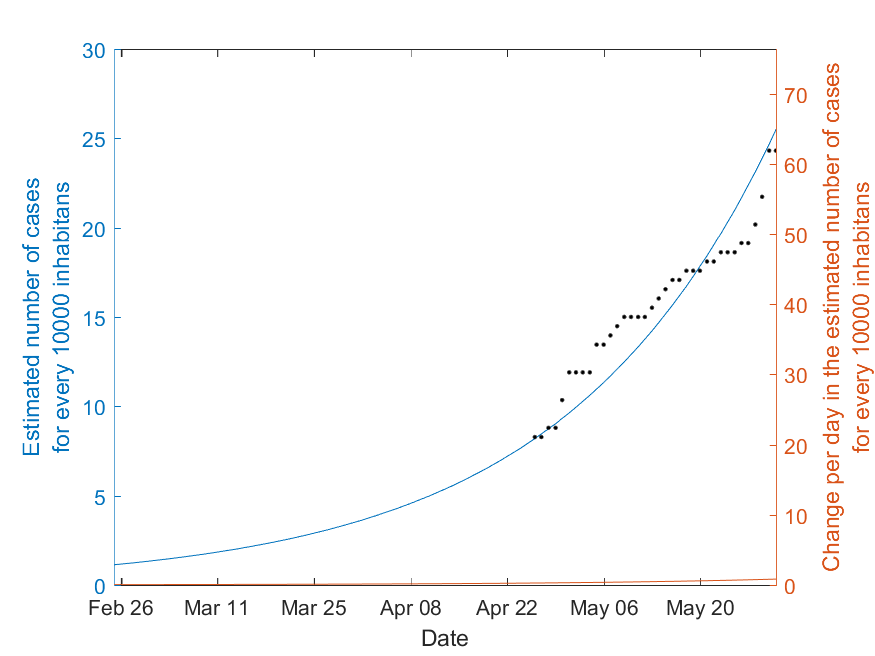 30
25
20
15
10
5
0
Estimated number of cases
for every 10000 inhabitans
70
60
50
40
30
20
10
0
Change per day in the estimated number of cases
for every 10000 inhabitans
Feb 26 Mar 11 Mar 25 Apr 08 Apr 22 May 06 May 20
Date